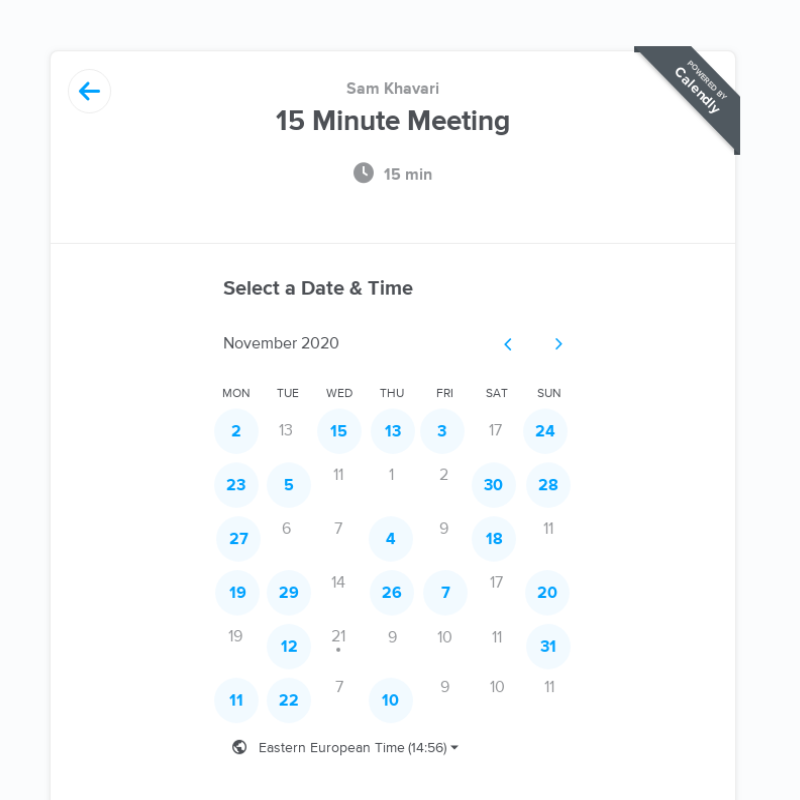 POWERED BY
Calendly
Sam Khavari
15 Minute Meeting
15 min
Select a Date & Time
November 2020
MON TUE WED THU FRI SAT SUN
2 13 15 13 3 17 24
23 5 11 1 2 30 28
27 6 7 4 9 18 11
19 29 14 26 7 17 20
19 12 21 9 10 11 31
11 22 7 10 9 10 11
Eastern European Time (14:56)